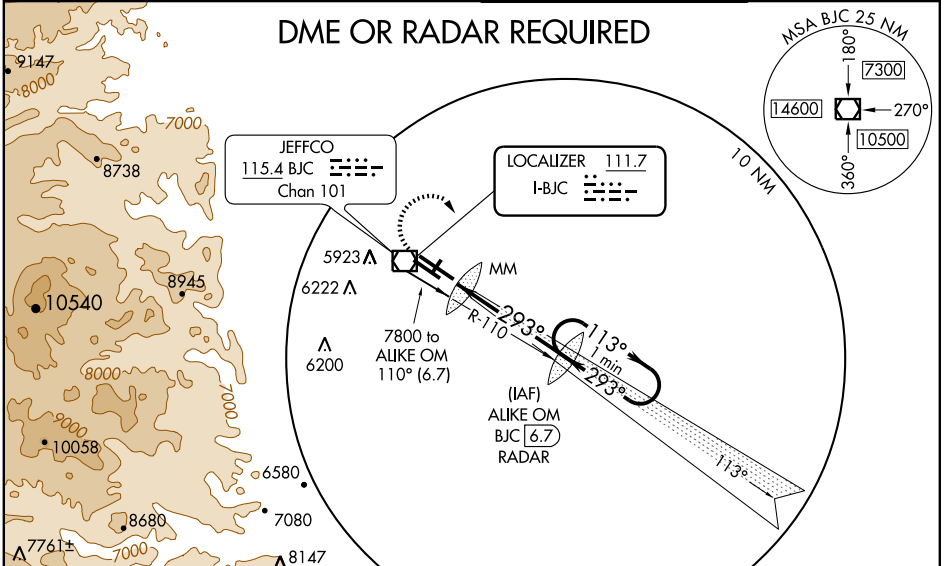 DME OR RADAR REQUIRED
MSA BJC 25 NM
180°
7300
14600
270°
10500
360°
9147
8000
7000
8738
JEFFCO
115.4 BJC
Chan 101
LOCALIZER 111.7
I-BJC
10 NM
5923
6222
6200
8945
10540
MM
7800 to
ALIKE OM
110° (6.7)
R-110
293°
113°
1 min
293°
(IAF)
ALIKE OM
BJC 6.7
RADAR
113°
8000
7000
9000
10058
6580
7080
8680
7000
7761±
8147